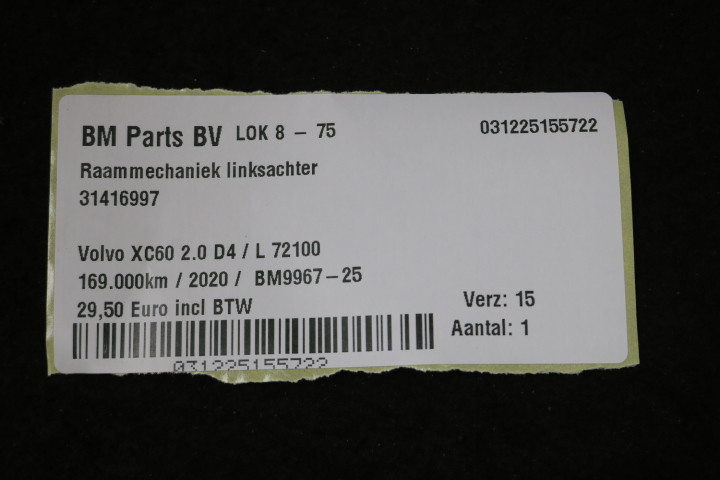 BM Parts BV LOK 8 - 75 031225155722
Raammechaniek linksachter
31416997
Volvo XC60 2.0 D4 / L 72100
169.000km / 2020 / BM9967-25
29,50 Euro incl BTW Verz: 15
Aantal: 1
031225155722